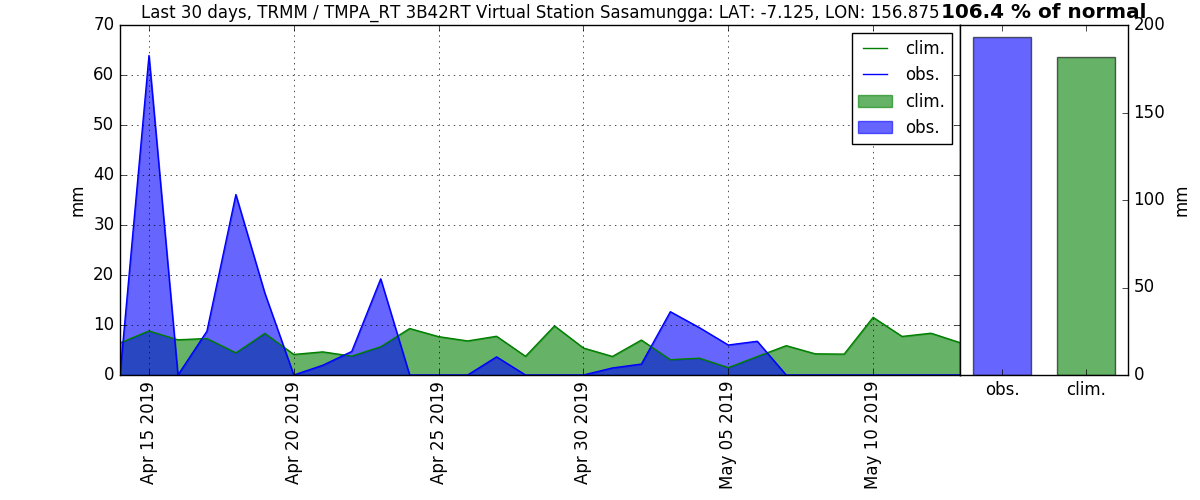 Last 30 days, TRMM / TMPA_RT 3B42RT Virtual Station Sasamungga: LAT: -7.125, LON: 156.875
106.4 % of normal
70
60
50
40
30
20
10
0
mm
clim.
obs.
clim.
obs.
Apr 15 2019
Apr 20 2019
Apr 25 2019
Apr 30 2019
May 05 2019
May 10 2019
200
150
100
50
0
mm
obs.
clim.